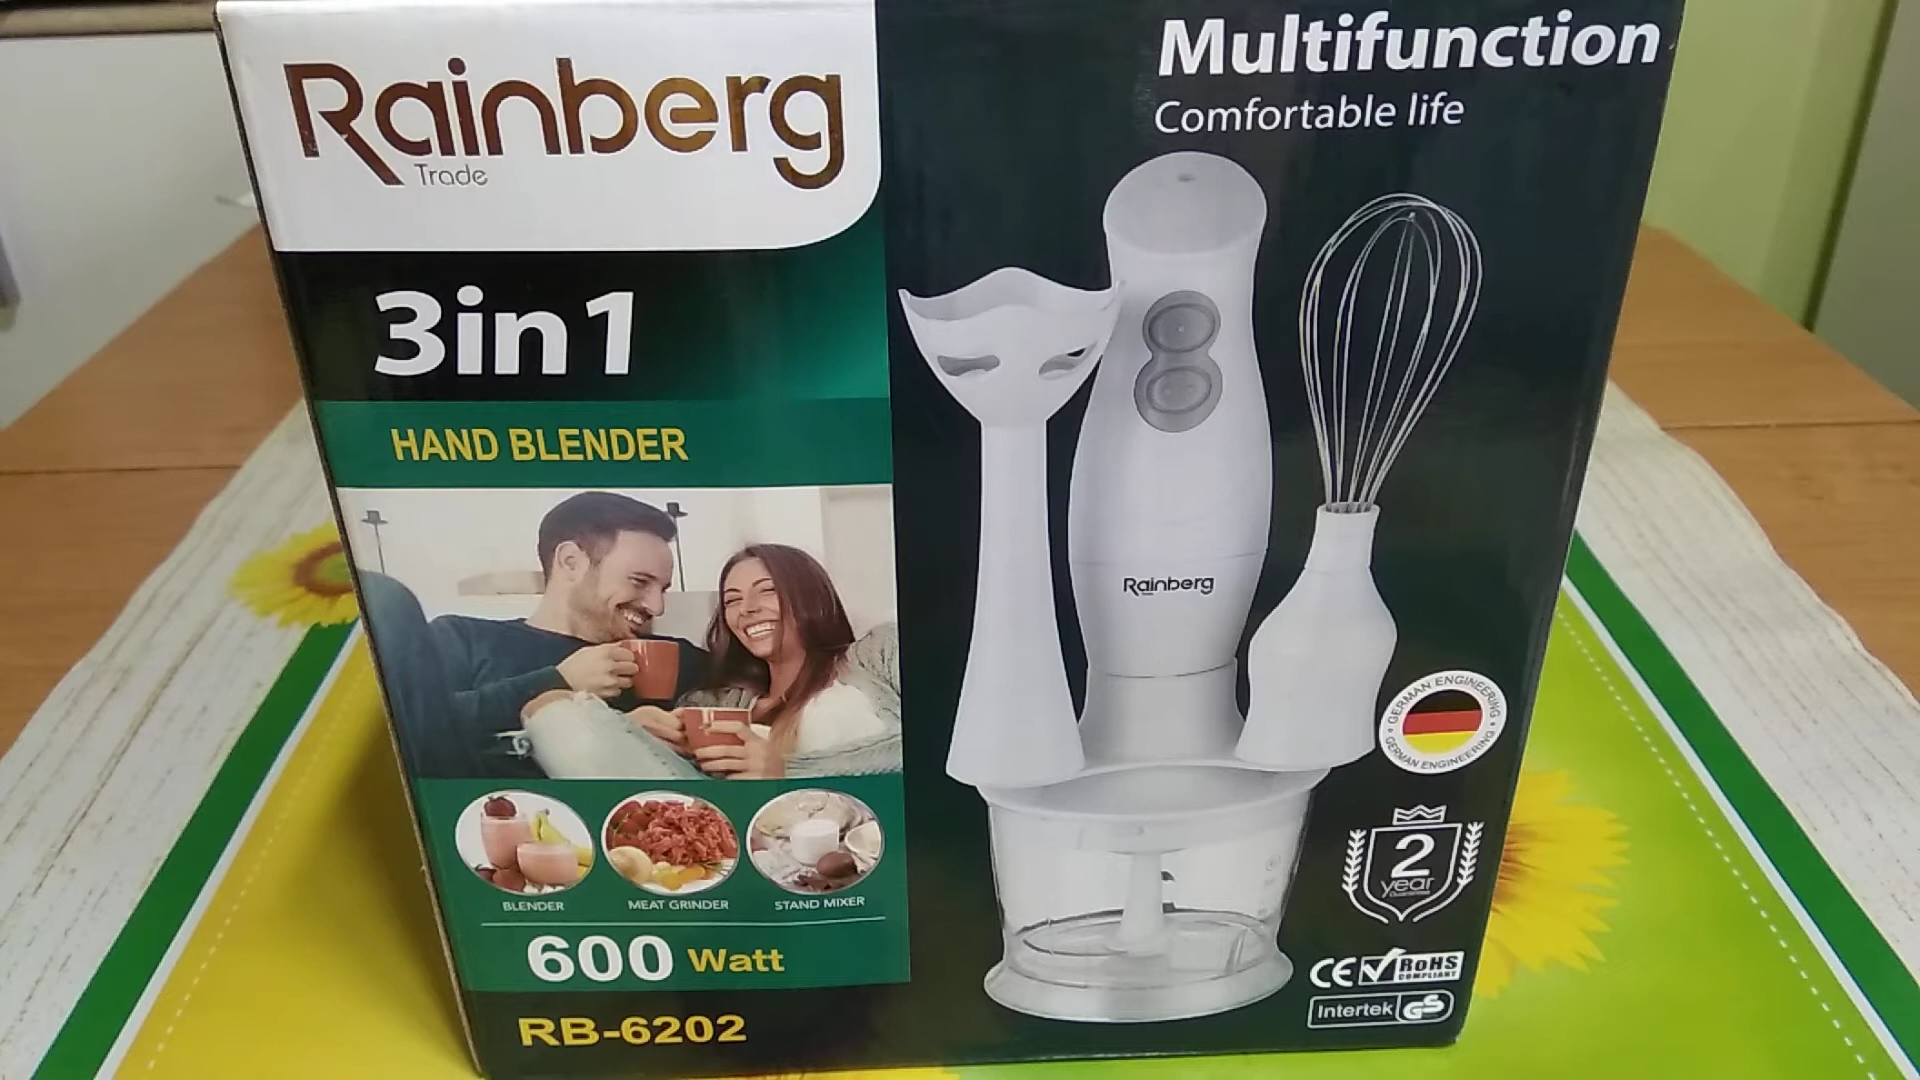 Rainberg
Trade
3in1
HAND BLENDER
BLENDER
MEAT GRINDER
STAND MIXER
600 Watt
RB-6202
Multifunction
Comfortable life
Rainberg
GERMAN ENGINEERING
GERMAN ENGINEERING
2
year
Guarantee
CE
RoHS
COMPLIANT
Intertek
GS